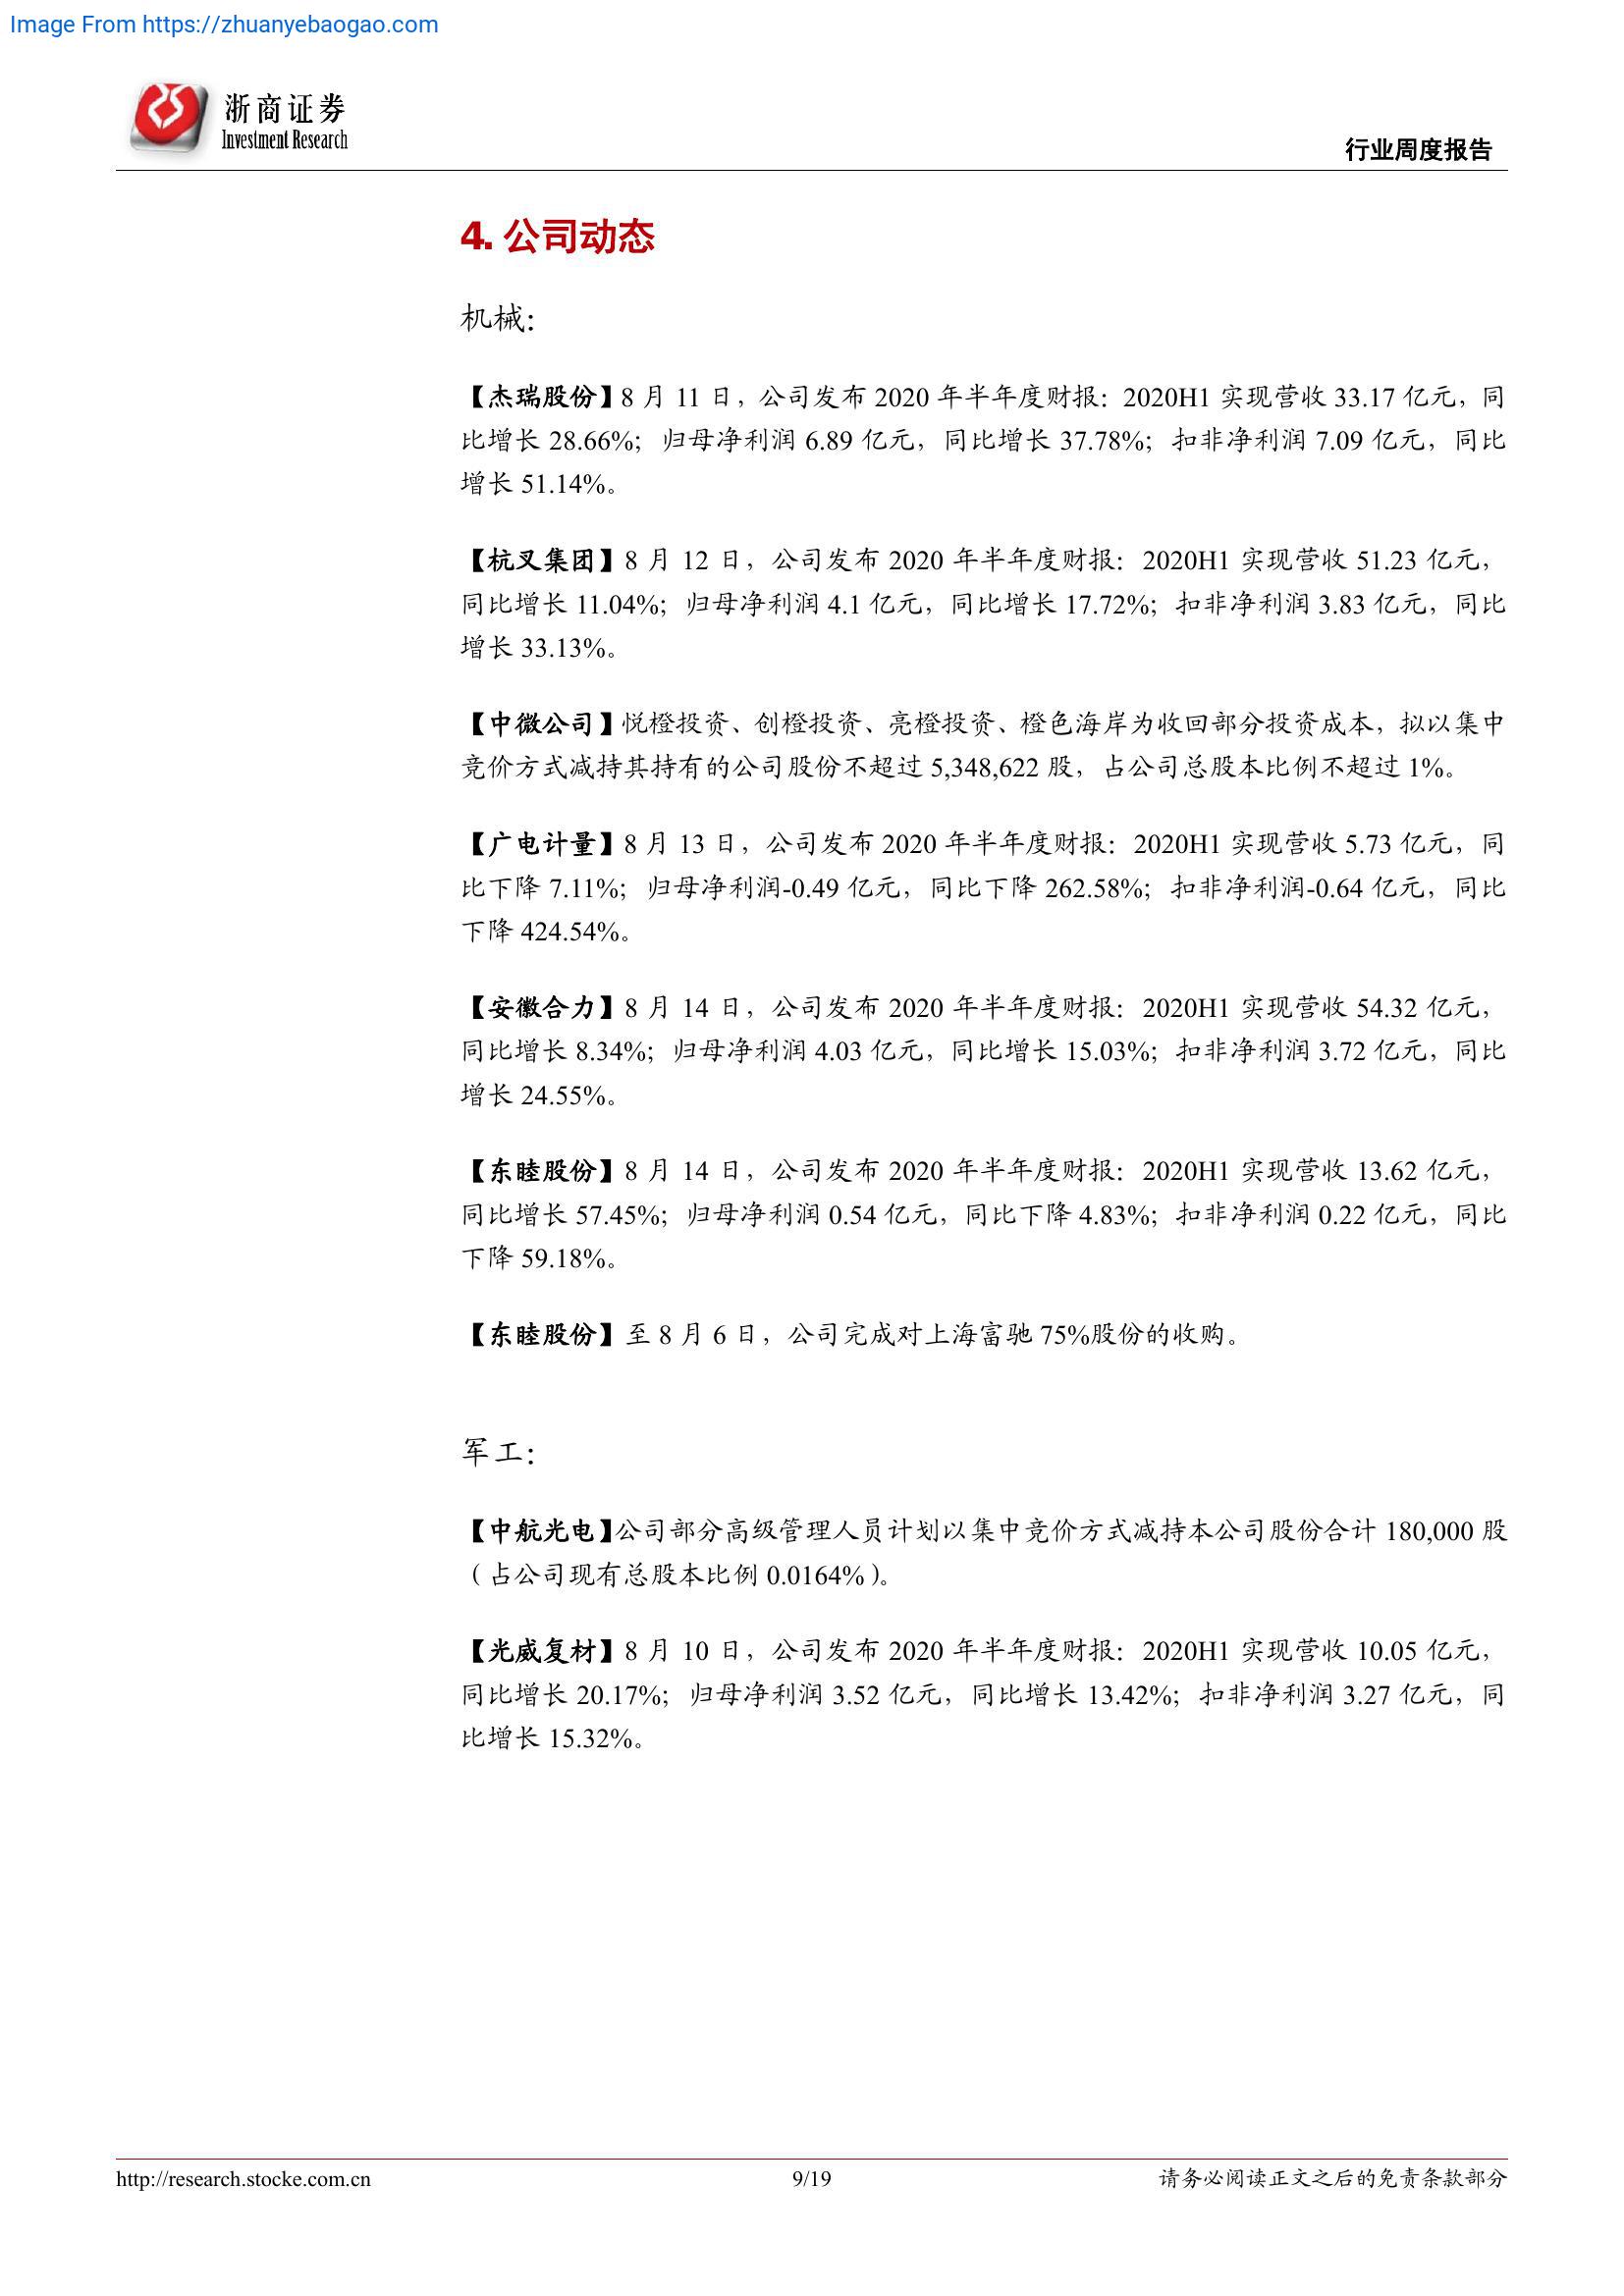 Image From https://zhuanyebaogao.com
浙商证券
Investment Research
行业周度报告
4. 公司动态
机械：
【杰瑞股份】8 月 11 日，公司发布 2020 年半年度财报：2020H1 实现营收 33.17 亿元，同
比增长 28.66%；归母净利润 6.89 亿元，同比增长 37.78%；扣非净利润 7.09 亿元，同比
增长 51.14%。
【杭叉集团】8 月 12 日，公司发布 2020 年半年度财报：2020H1 实现营收 51.23 亿元，
同比增长 11.04%；归母净利润 4.1 亿元，同比增长 17.72%；扣非净利润 3.83 亿元，同比
增长 33.13%。
【中微公司】悦橙投资、创橙投资、亮橙投资、橙色海岸为收回部分投资成本，拟以集中
竞价方式减持其持有的公司股份不超过 5,348,622 股，占公司总股本比例不超过 1%。
【广电计量】8 月 13 日，公司发布 2020 年半年度财报：2020H1 实现营收 5.73 亿元，同
比下降 7.11%；归母净利润-0.49 亿元，同比下降 262.58%；扣非净利润-0.64 亿元，同比
下降 424.54%。
【安徽合力】8 月 14 日，公司发布 2020 年半年度财报：2020H1 实现营收 54.32 亿元，
同比增长 8.34%；归母净利润 4.03 亿元，同比增长 15.03%；扣非净利润 3.72 亿元，同比
增长 24.55%。
【东睦股份】8 月 14 日，公司发布 2020 年半年度财报：2020H1 实现营收 13.62 亿元，
同比增长 57.45%；归母净利润 0.54 亿元，同比下降 4.83%；扣非净利润 0.22 亿元，同比
下降 59.18%。
【东睦股份】至 8 月 6 日，公司完成对上海富驰 75%股份的收购。
军工：
【中航光电】公司部分高级管理人员计划以集中竞价方式减持本公司股份合计 180,000 股
（占公司现有总股本比例 0.0164%）。
【光威复材】8 月 10 日，公司发布 2020 年半年度财报：2020H1 实现营收 10.05 亿元，
同比增长 20.17%；归母净利润 3.52 亿元，同比增长 13.42%；扣非净利润 3.27 亿元，同
比增长 15.32%。
http://research.stocke.com.cn
9/19
请务必阅读正文之后的免责条款部分